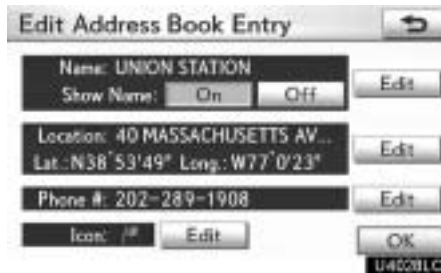 Edit Address Book Entry
Name: UNION STATION
Edit
Show Name: On Off
Location: 40 MASSACHUSETTS AV...
Edit
Lat.:N38°53'49" Long.:W77°0'23"
Phone #: 202-289-1908
Edit
Icon: Edit
OK
U4028LC